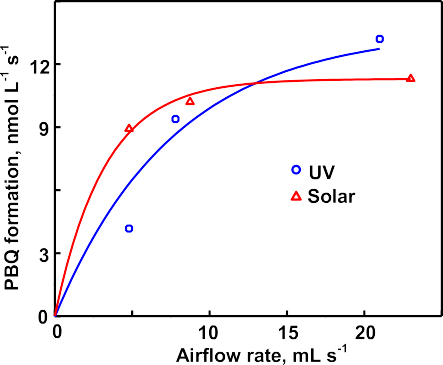 PBQ formation, nmol L-1 s-1
12
9
3
0
UV
Solar
0
5
10
15
20
Airflow rate, mL s-1